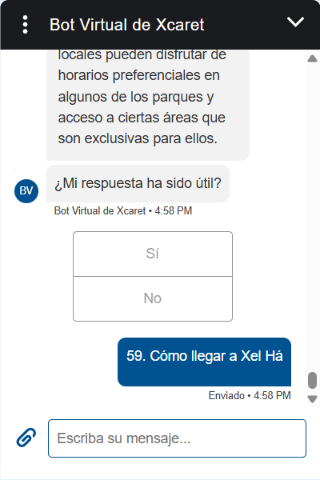 Bot Virtual de Xcaret
locales pueden disfrutar de
horarios preferenciales en
algunos de los parques y
acceso a ciertas áreas que
son exclusivas para ellos.
¿Mi respuesta ha sido útil?
BV
Bot Virtual de Xcaret • 4:58 PM
Sí
No
59. Cómo llegar a Xel Há
Enviado • 4:58 PM
Escriba su mensaje...